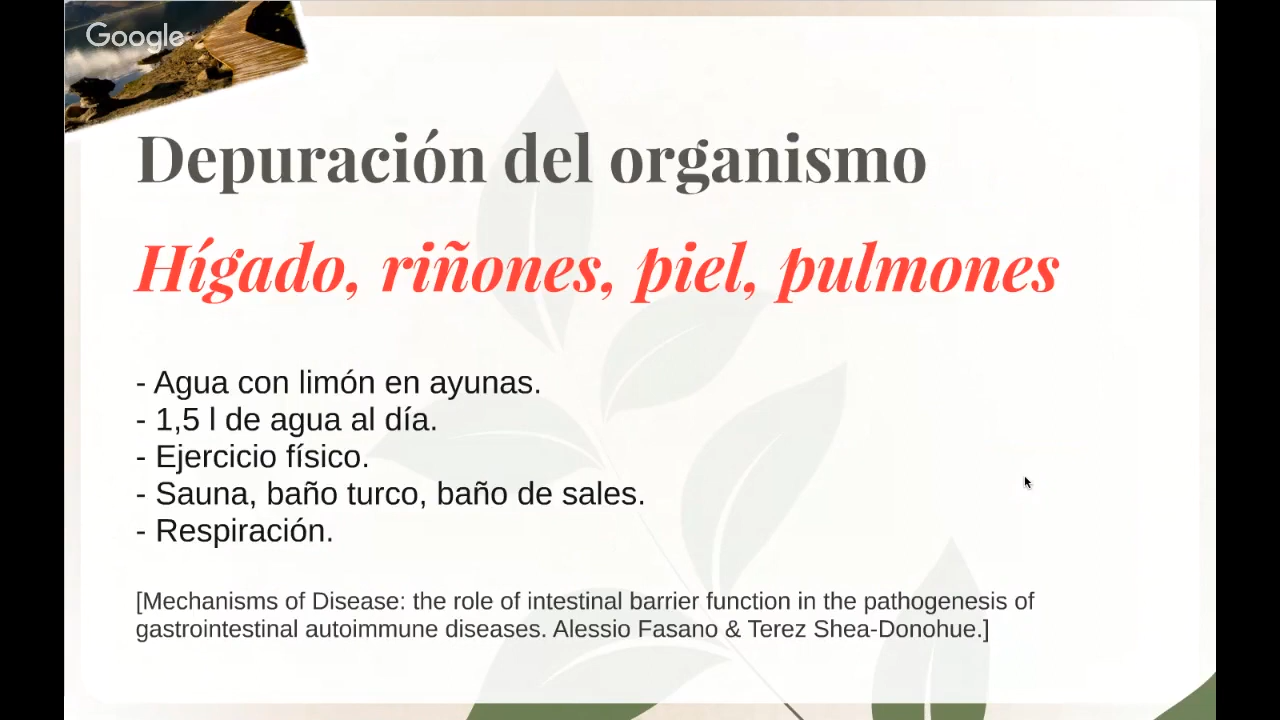 Google
Depuración del organismo
Hígado, riñones, piel, pulmones
- Agua con limón en ayunas.
- 1,5 l de agua al día.
- Ejercicio físico.
- Sauna, baño turco, baño de sales.
- Respiración.
[Mechanisms of Disease: the role of intestinal barrier function in the pathogenesis of
gastrointestinal autoimmune diseases. Alessio Fasano & Terez Shea-Donohue.]